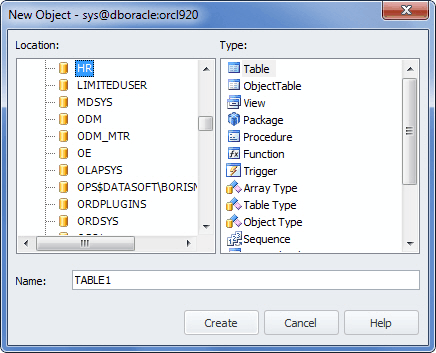 New Object - sys@dboracle:orcl920
Location:
HR
LIMITEDUSER
MDSYS
ODM
ODM_MTR
OE
OLAPSYS
OPS$DATASOFT\BORISM
ORDPLUGINS
ORDSYS
Type:
Table
ObjectTable
View
Package
Procedure
Function
Trigger
Array Type
Table Type
Object Type
Sequence
Name: TABLE1
Create Cancel Help